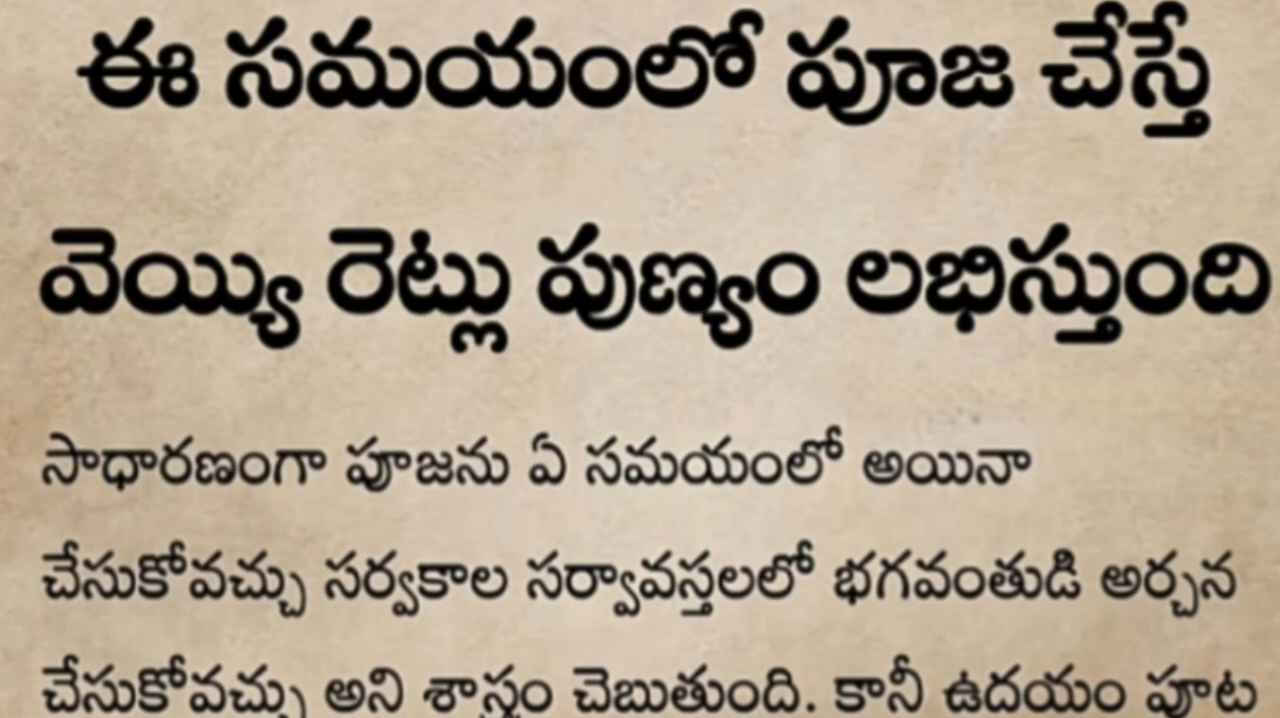 ఈ సమయంలో పూజ చేస్తే
వెయ్యి రెట్లు పుణ్యం లభిస్తుంది
సాధారణంగా పూజను ఏ సమయంలో అయినా
చేసుకోవచ్చు సర్వకాల సర్వావస్తలలో భగవంతుడి అర్చన
చేసుకోవచ్చు అని శాస్త్రం చెబుతుంది. కానీ ఉదయం పూట